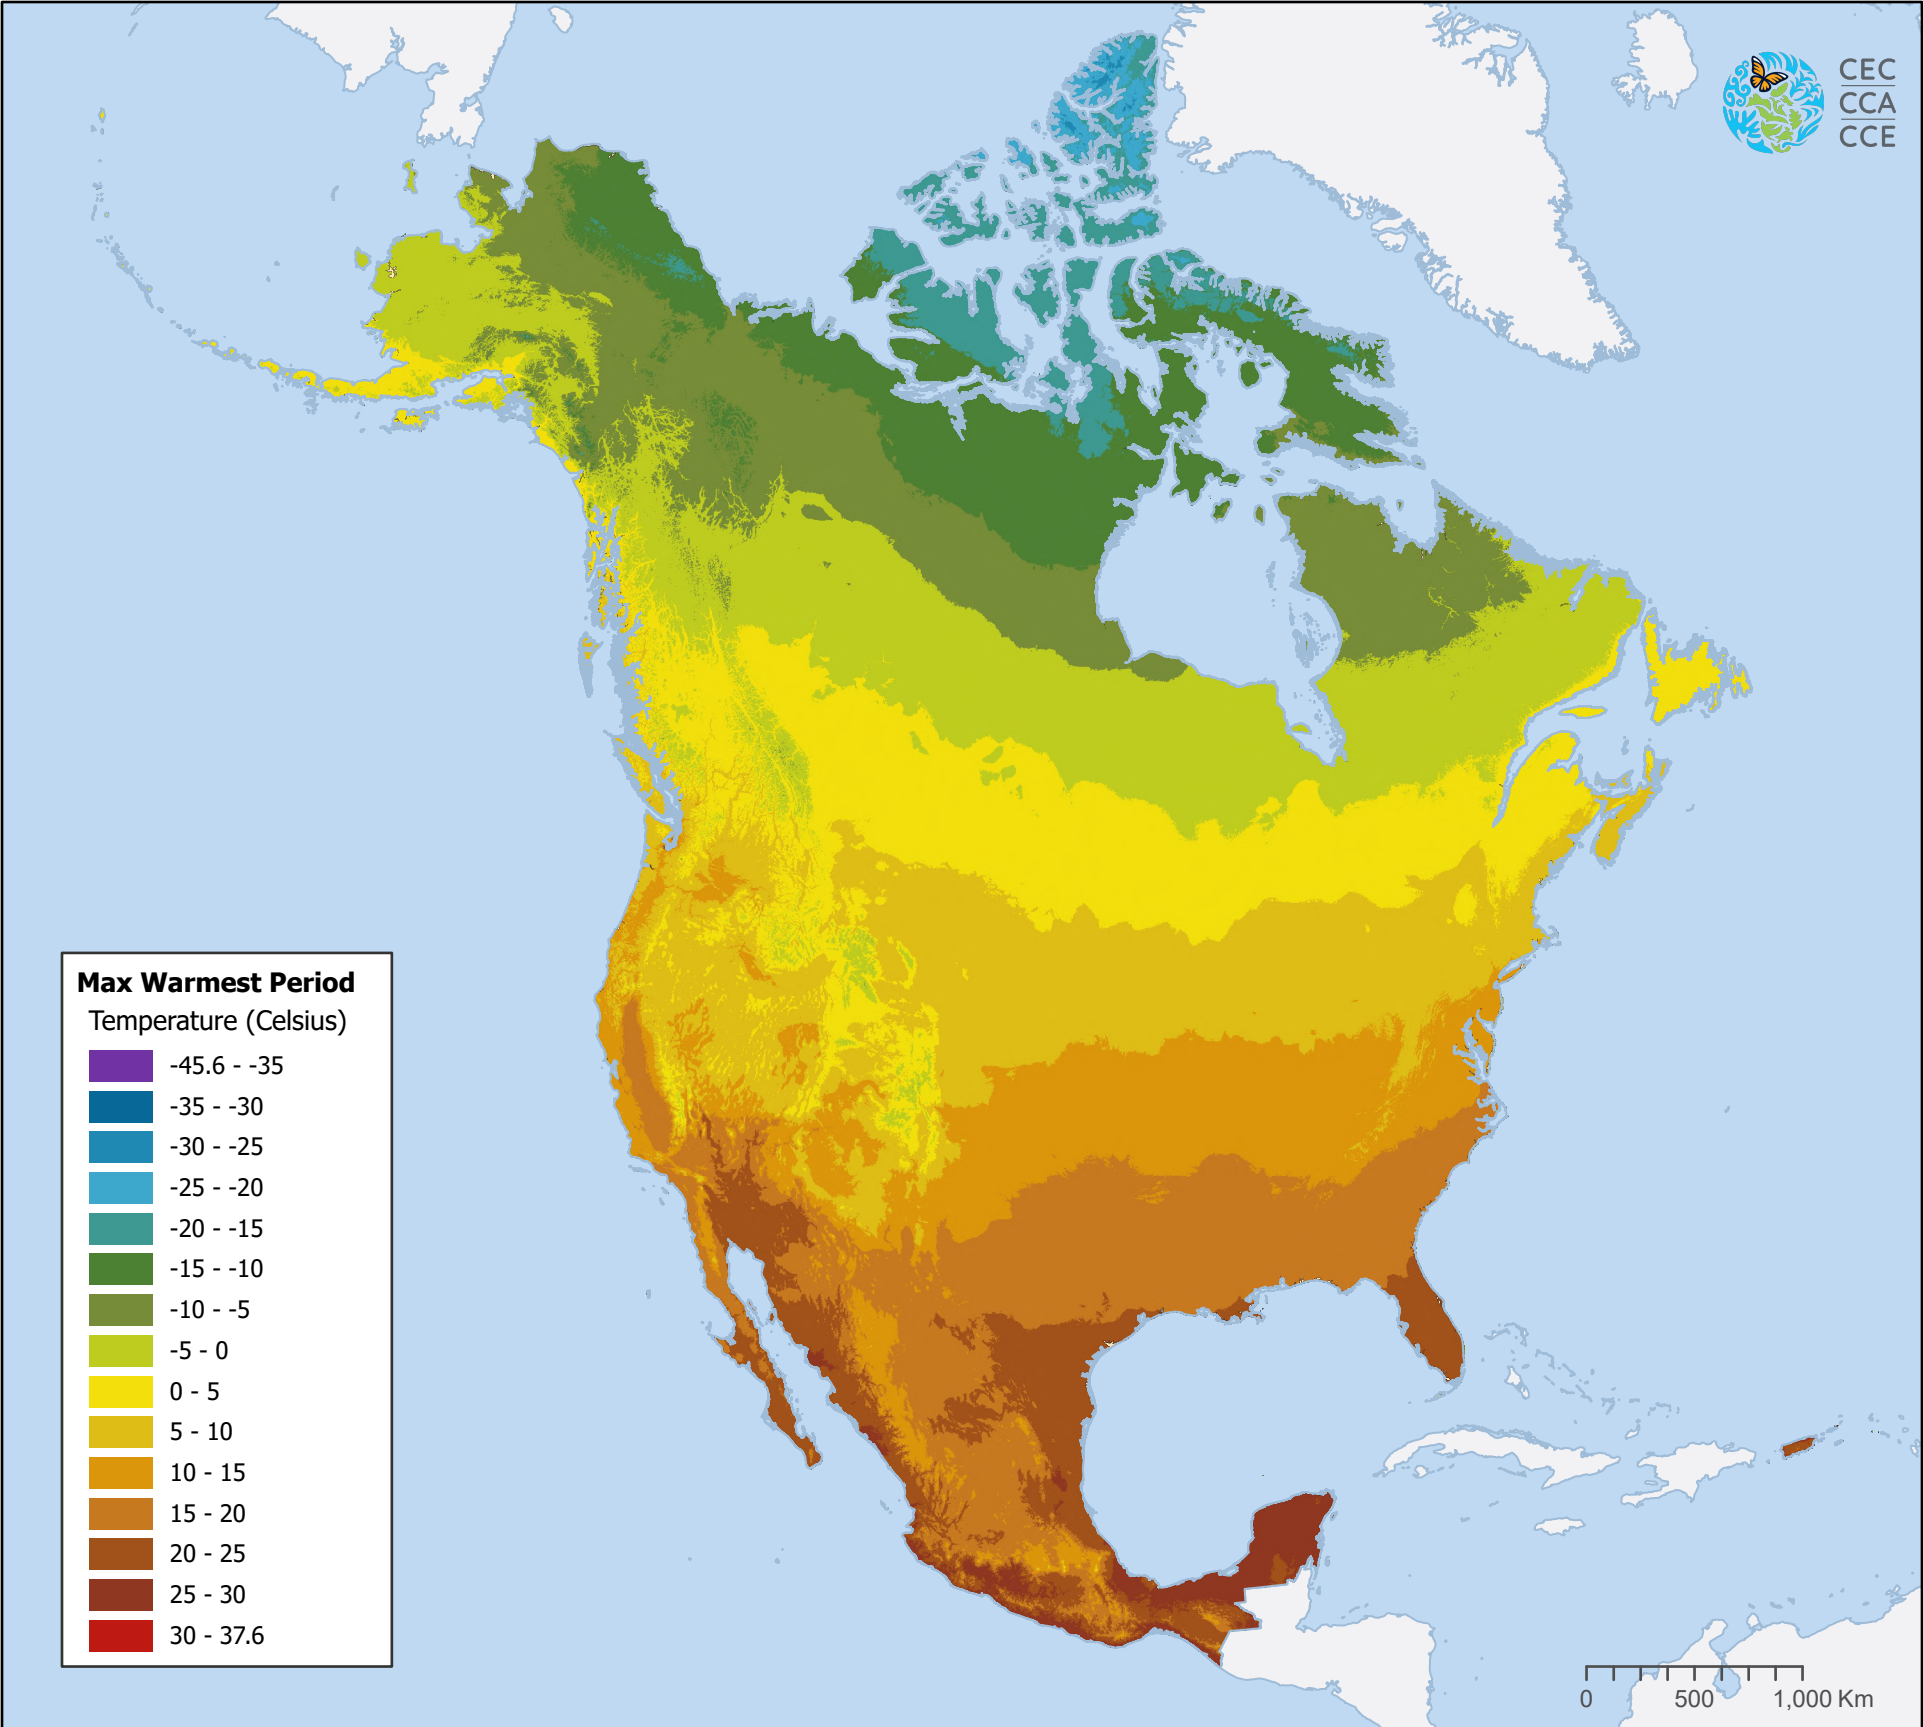 CEC
CCA
CCE
Max Warmest Period
Temperature (Celsius)
-45.6 - -35
-35 - -30
-30 - -25
-25 - -20
-20 - -15
-15 - -10
-10 - -5
-5 - 0
0 - 5
5 - 10
10 - 15
15 - 20
20 - 25
25 - 30
30 - 37.6
0 500 1,000 Km